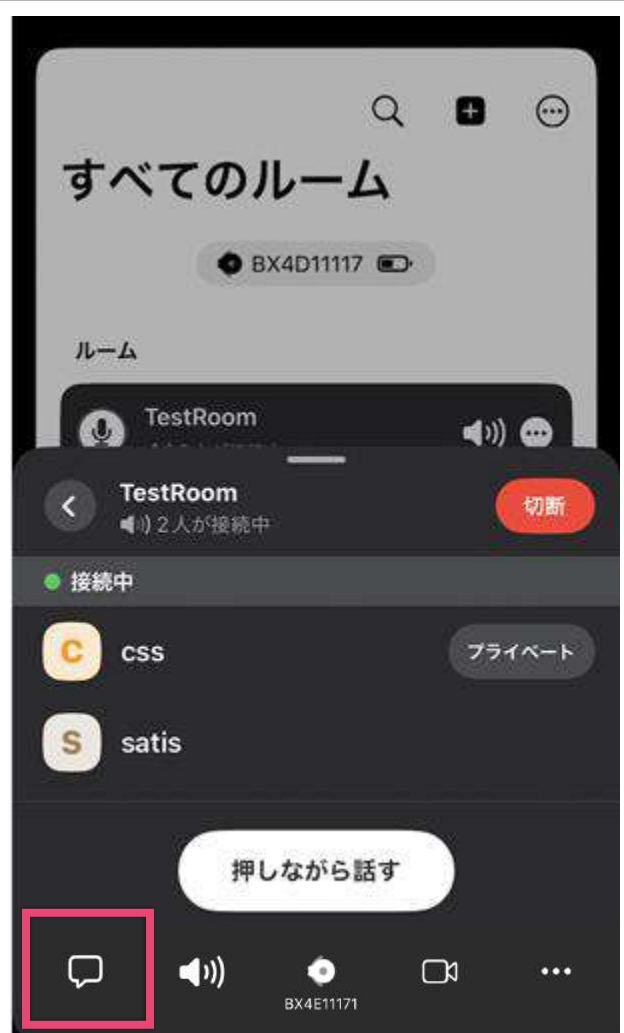 すべてのルーム
BX4D11117
ルーム
TestRoom
TestRoom
2人が接続中
切断
接続中
C
css
プライベート
S
satis
押しながら話す
BX4E11171